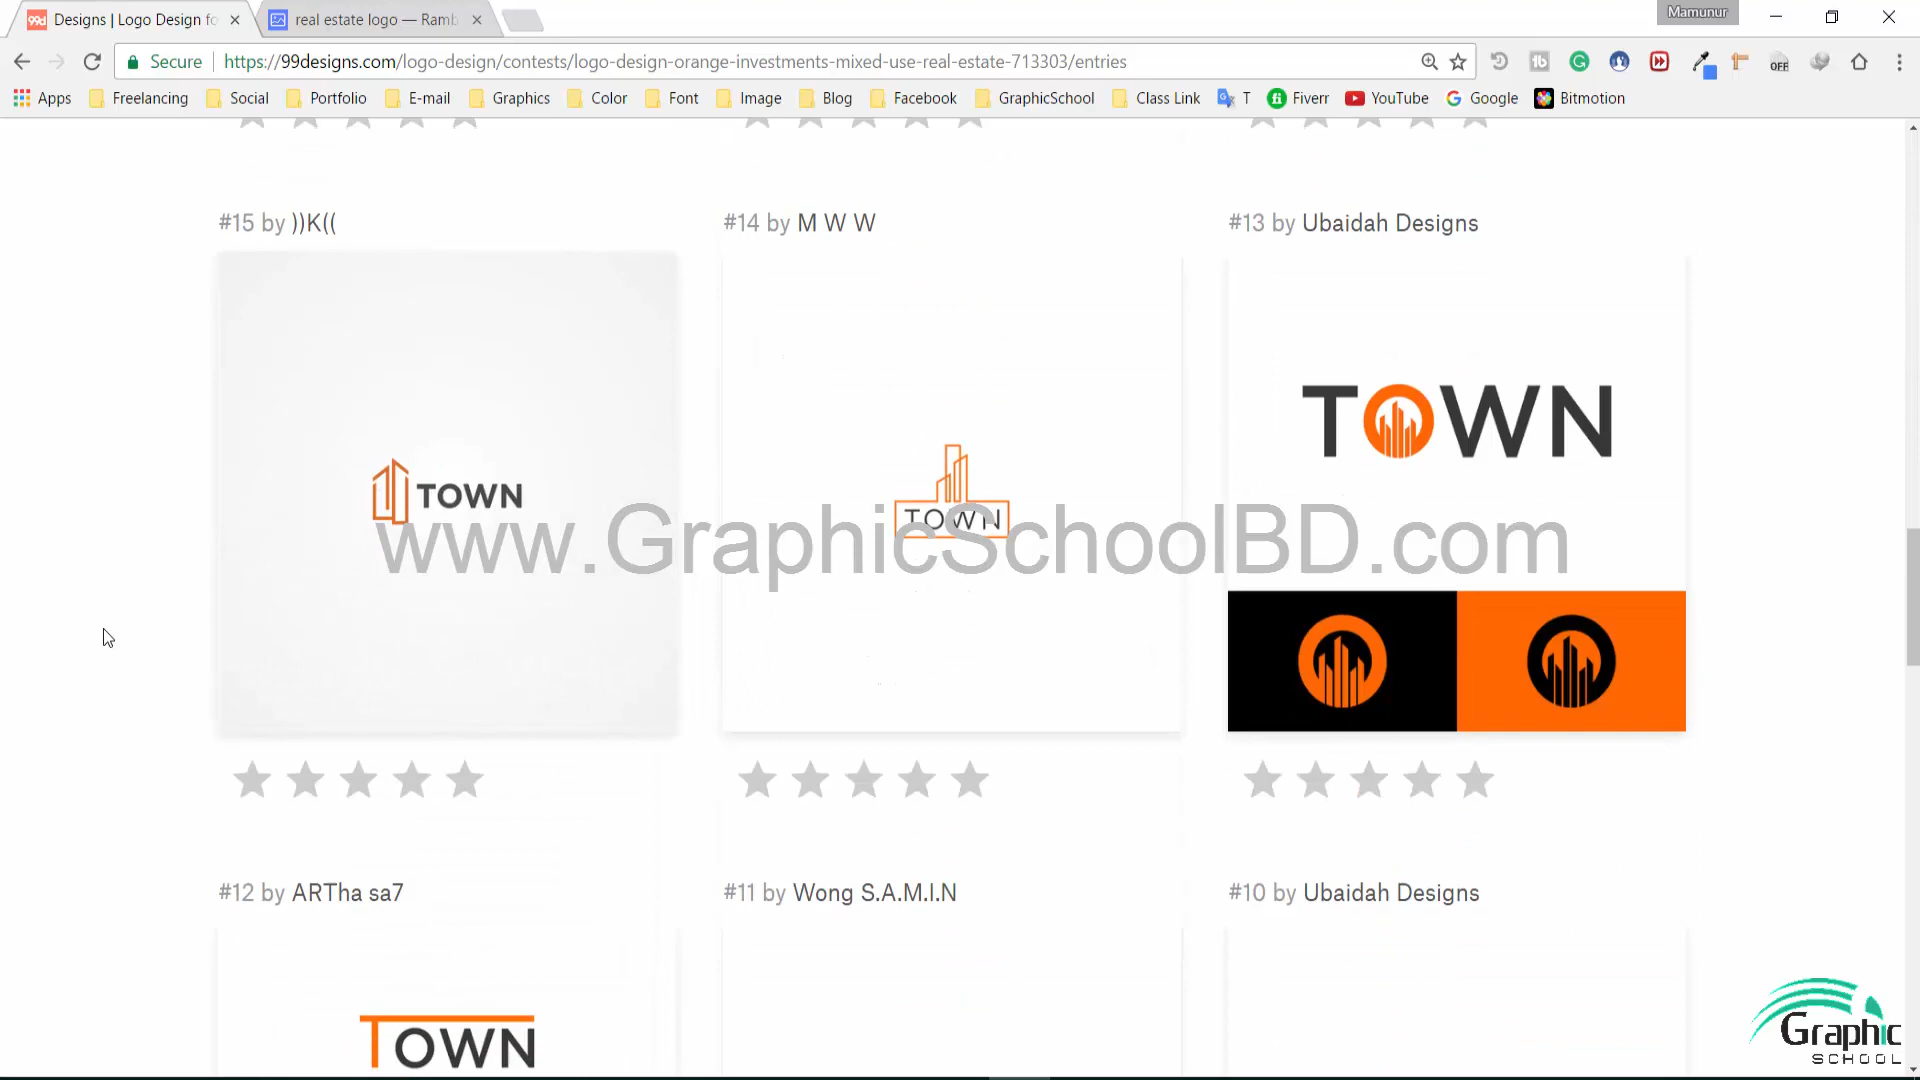 99d Designs | Logo Design fo
real estate logo — Ramb
Mamunur
Secure https://99designs.com/logo-design/contests/logo-design-orange-investments-mixed-use-real-estate-713303/entries
OFF
Apps Freelancing Social Portfolio E-mail Graphics Color Font Image Blog Facebook GraphicSchool Class Link T Fiverr YouTube Google Bitmotion
#15 by ))K((
#14 by M W W
#13 by Ubaidah Designs
TOWN
TOWN
TOWN
www.GraphicSchoolBD.com
#12 by ARTha sa7
#11 by Wong S.A.M.I.N
#10 by Ubaidah Designs
TOWN
Graphic
SCHOOL